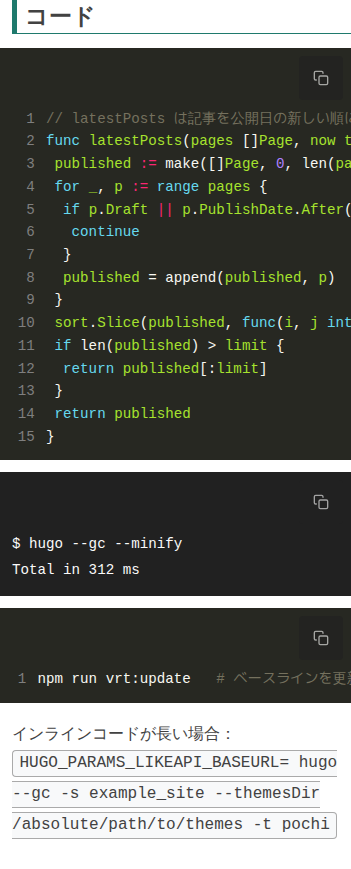 コード
1 // latestPosts は記事を公開日の新しい順に
2 func latestPosts(pages []Page, now t
3 published := make([]Page, 0, len(pa
4 for _, p := range pages {
5 if p.Draft || p.PublishDate.After(
6 continue
7 }
8 published = append(published, p)
9 }
10 sort.Slice(published, func(i, j int
11 if len(published) > limit {
12 return published[:limit]
13 }
14 return published
15 }
$ hugo --gc --minify
Total in 312 ms
1 npm run vrt:update # ベースラインを更新
インラインコードが長い場合：
HUGO_PARAMS_LIKEAPI_BASEURL= hugo
--gc -s example_site --themesDir
/absolute/path/to/themes -t pochi